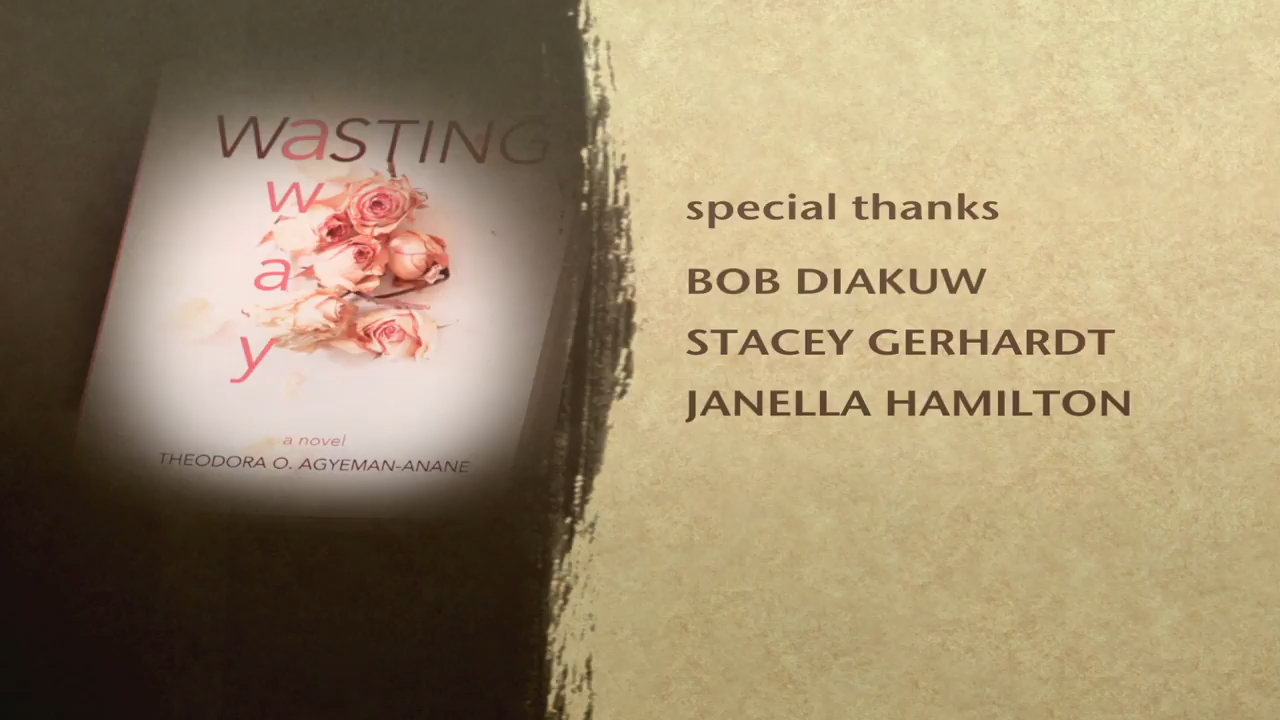 WaSTING
w
a
y
a novel
THEODORA O. AGYEMAN-ANANE
special thanks
BOB DIAKUW
STACEY GERHARDT
JANELLA HAMILTON